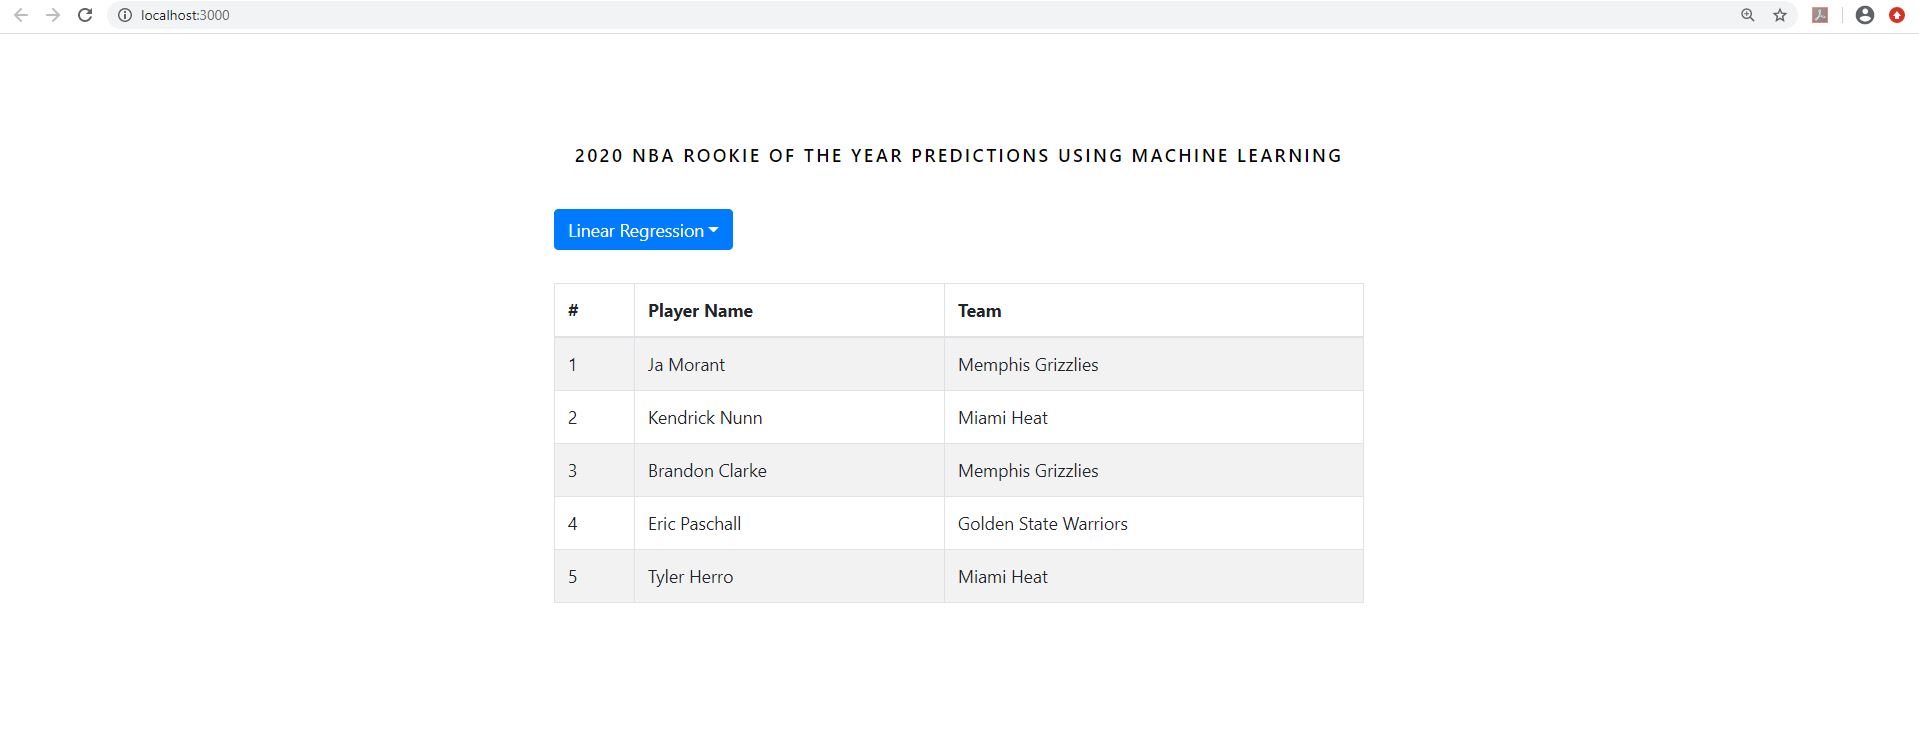 localhost:3000
2020 NBA ROOKIE OF THE YEAR PREDICTIONS USING MACHINE LEARNING
Linear Regression
# Player Name Team
1 Ja Morant Memphis Grizzlies
2 Kendrick Nunn Miami Heat
3 Brandon Clarke Memphis Grizzlies
4 Eric Paschall Golden State Warriors
5 Tyler Herro Miami Heat